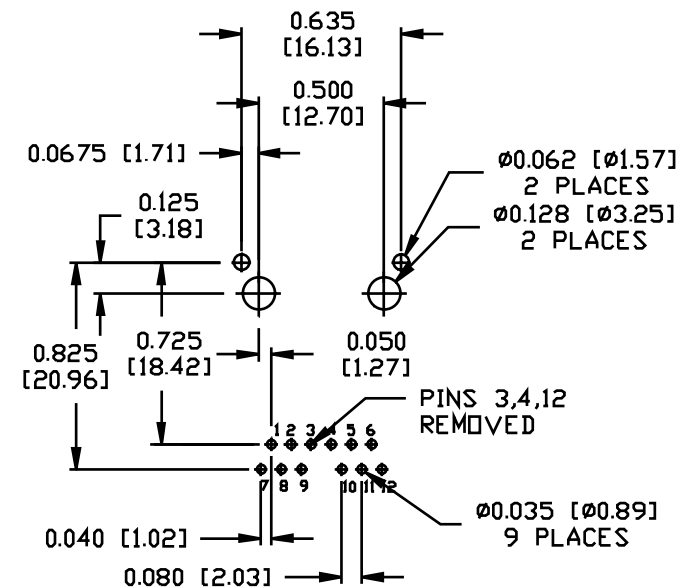 0.635
[16.13]
0.500
[12.70]
0.0675 [1.71]
0.125
[3.18]
ø0.062 [ø1.57]
2 PLACES
ø0.128 [ø3.25]
2 PLACES
0.825
[20.96]
0.725
[18.42]
0.050
[1.27]
PINS 3,4,12
REMOVED
1 2 3 4 5 6
7 8 9 10 11 12
ø0.035 [ø0.89]
9 PLACES
0.040 [1.02]
0.080 [2.03]